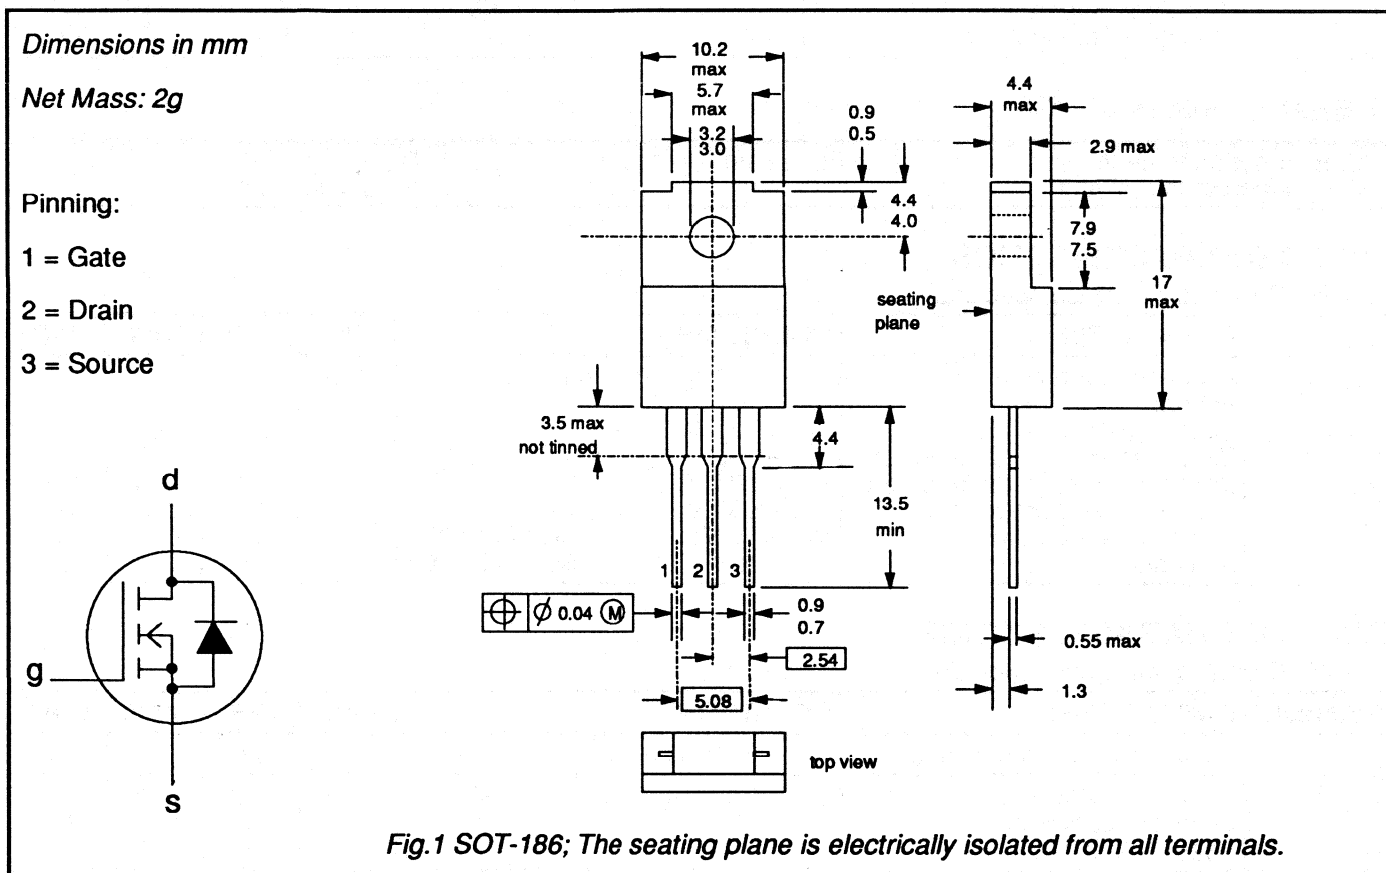 Dimensions in mm
Net Mass: 2g
Pinning:
1 = Gate
2 = Drain
3 = Source
d
g
s
10.2
max
5.7
max
3.2
3.0
0.9
0.5
4.4
4.0
4.4
max
2.9 max
7.9
7.5
17
max
seating
plane
3.5 max
not tinned
4.4
13.5
min
1 2 3
Ø 0.04 Ⓜ
0.9
0.7
2.54
5.08
0.55 max
1.3
top view
Fig.1 SOT-186; The seating plane is electrically isolated from all terminals.